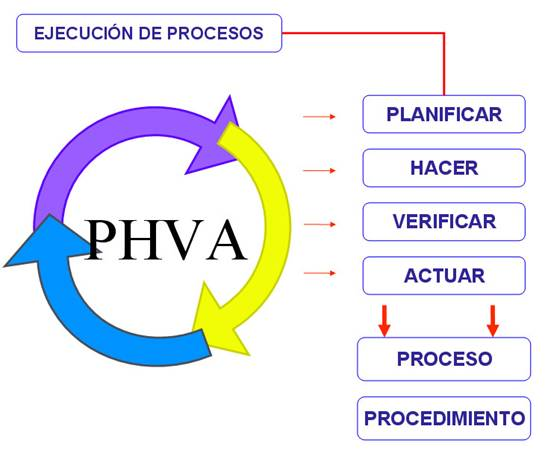 EJECUCIÓN DE PROCESOS
PLANIFICAR
HACER
PHVA
VERIFICAR
ACTUAR
PROCESO
PROCEDIMIENTO